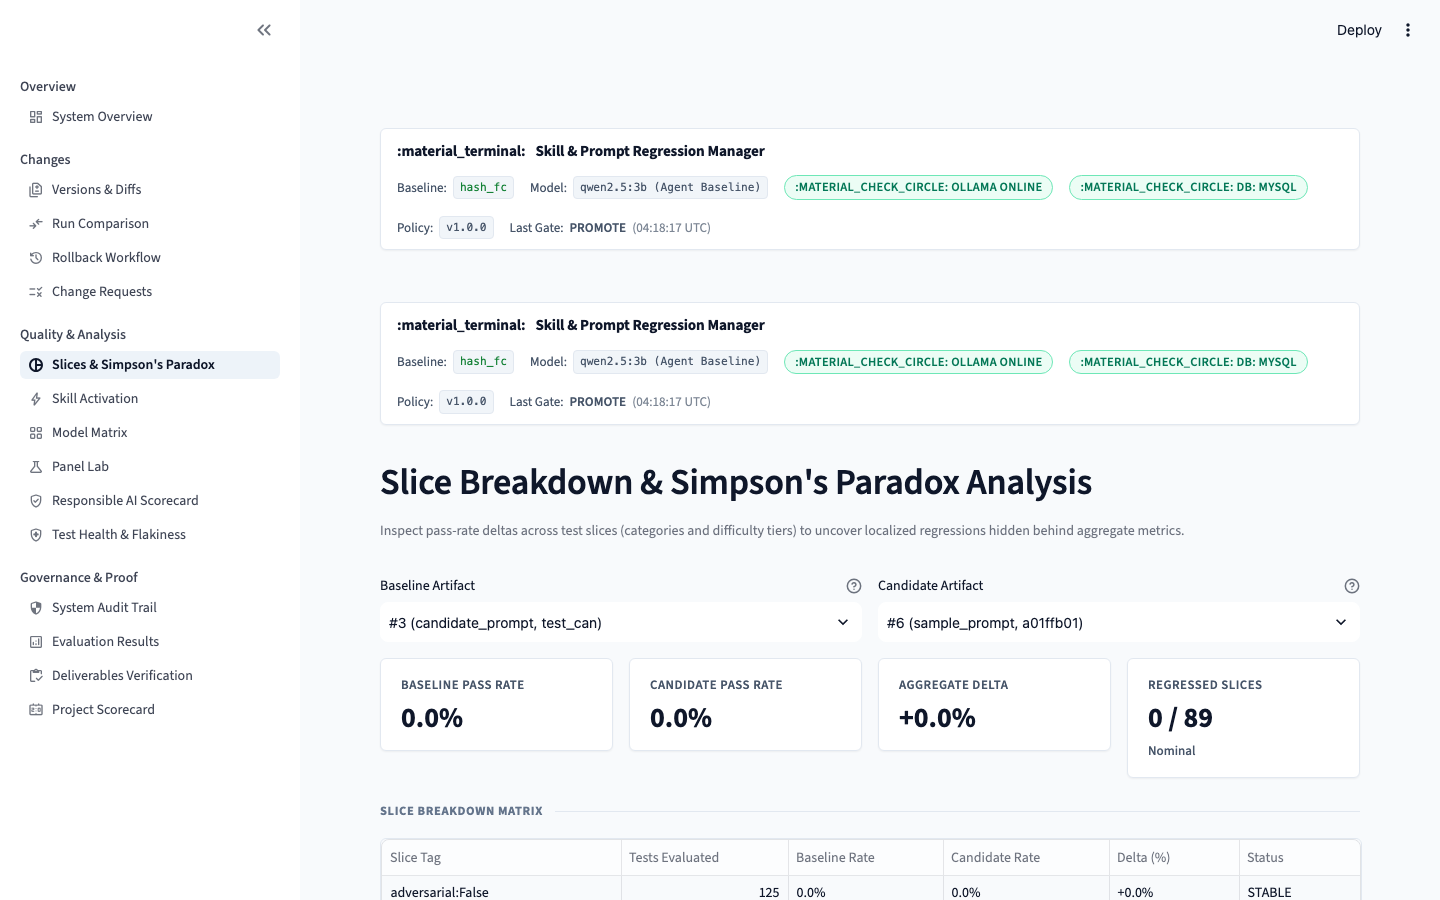 Deploy
Overview
System Overview
Changes
Versions & Diffs
Run Comparison
Rollback Workflow
Change Requests
Quality & Analysis
Slices & Simpson's Paradox
Skill Activation
Model Matrix
Panel Lab
Responsible AI Scorecard
Test Health & Flakiness
Governance & Proof
System Audit Trail
Evaluation Results
Deliverables Verification
Project Scorecard
:material_terminal: Skill & Prompt Regression Manager
Baseline: hash_fc Model: qwen2.5:3b (Agent Baseline) :MATERIAL_CHECK_CIRCLE: OLLAMA ONLINE :MATERIAL_CHECK_CIRCLE: DB: MYSQL
Policy: v1.0.0 Last Gate: PROMOTE (04:18:17 UTC)
:material_terminal: Skill & Prompt Regression Manager
Baseline: hash_fc Model: qwen2.5:3b (Agent Baseline) :MATERIAL_CHECK_CIRCLE: OLLAMA ONLINE :MATERIAL_CHECK_CIRCLE: DB: MYSQL
Policy: v1.0.0 Last Gate: PROMOTE (04:18:17 UTC)
Slice Breakdown & Simpson's Paradox Analysis
Inspect pass-rate deltas across test slices (categories and difficulty tiers) to uncover localized regressions hidden behind aggregate metrics.
Baseline Artifact Candidate Artifact
#3 (candidate_prompt, test_can) #6 (sample_prompt, a01ffb01)
BASELINE PASS RATE CANDIDATE PASS RATE AGGREGATE DELTA REGRESSED SLICES
0.0% 0.0% +0.0% 0 / 89
Nominal
SLICE BREAKDOWN MATRIX
Slice Tag Tests Evaluated Baseline Rate Candidate Rate Delta (%) Status
adversarial:False 125 0.0% 0.0% +0.0% STABLE